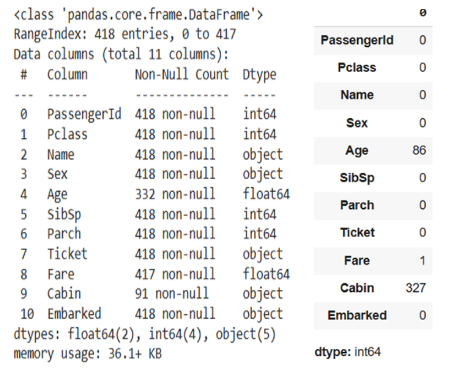 <class 'pandas.core.frame.DataFrame'>
RangeIndex: 418 entries, 0 to 417
Data columns (total 11 columns):
 #   Column       Non-Null Count  Dtype
---  ------       --------------  -----
 0   PassengerId  418 non-null    int64
 1   Pclass       418 non-null    int64
 2   Name         418 non-null    object
 3   Sex          418 non-null    object
 4   Age          332 non-null    float64
 5   SibSp        418 non-null    int64
 6   Parch        418 non-null    int64
 7   Ticket       418 non-null    object
 8   Fare         417 non-null    float64
 9   Cabin        91 non-null     object
 10  Embarked     418 non-null    object
dtypes: float64(2), int64(4), object(5)
memory usage: 36.1+ KB
0
PassengerId 0
Pclass 0
Name 0
Sex 0
Age 86
SibSp 0
Parch 0
Ticket 0
Fare 1
Cabin 327
Embarked 0
dtype: int64